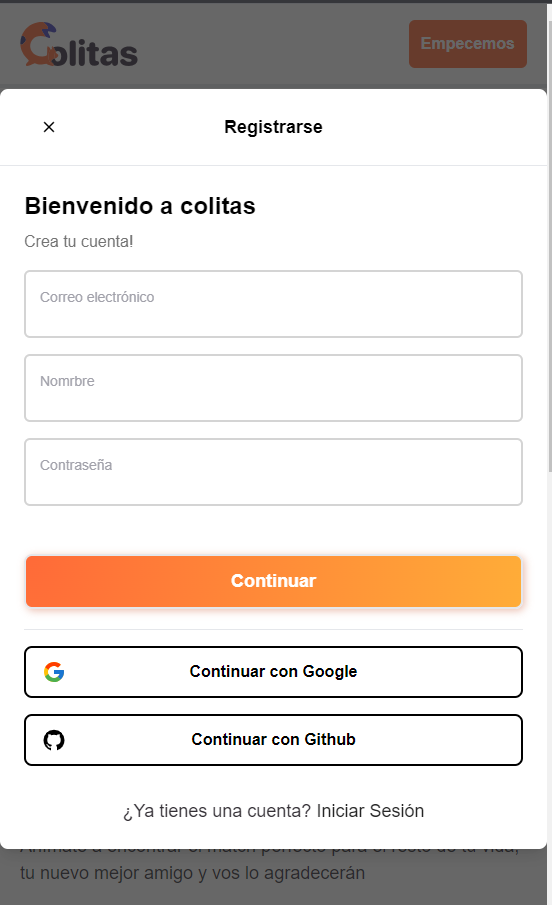 Colitas
Empecemos
Registrarse
Bienvenido a colitas
Crea tu cuenta!
Correo electrónico
Nomrbre
Contraseña
Continuar
Continuar con Google
Continuar con Github
¿Ya tienes una cuenta? Iniciar Sesión
tu nuevo mejor amigo y vos lo agradecerán